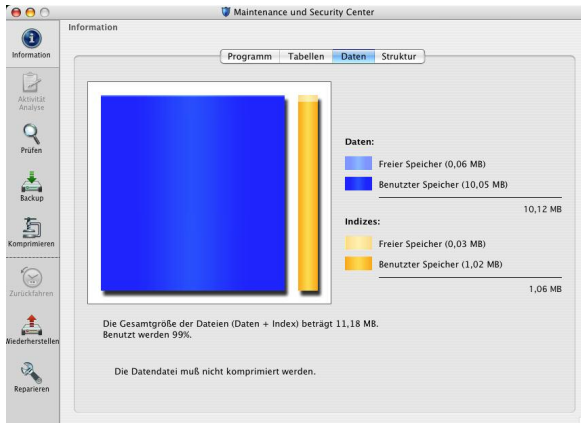 Maintenance und Security Center
Information
Information
Programm Tabellen Daten Struktur
Aktivität
Analyse
Prüfen
Backup
Komprimieren
Zurückfahren
Wiederherstellen
Reparieren
Daten:
Freier Speicher (0,06 MB)
Benutzter Speicher (10,05 MB)
10,12 MB
Indizes:
Freier Speicher (0,03 MB)
Benutzter Speicher (1,02 MB)
1,06 MB
Die Gesamtgröße der Dateien (Daten + Index) beträgt 11,18 MB.
Benutzt werden 99%.
Die Datendatei muß nicht komprimiert werden.